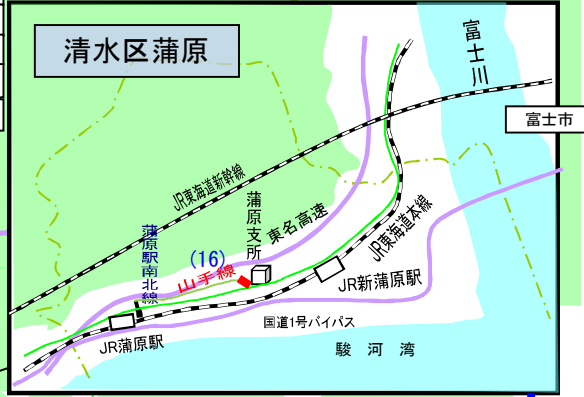 清水区蒲原
富士川
富士市
JR東海道新幹線
蒲原支所
東名高速
蒲原駅南北線
(16)
山手線
JR東海道本線
JR新蒲原駅
国道1号バイパス
JR蒲原駅
駿河湾